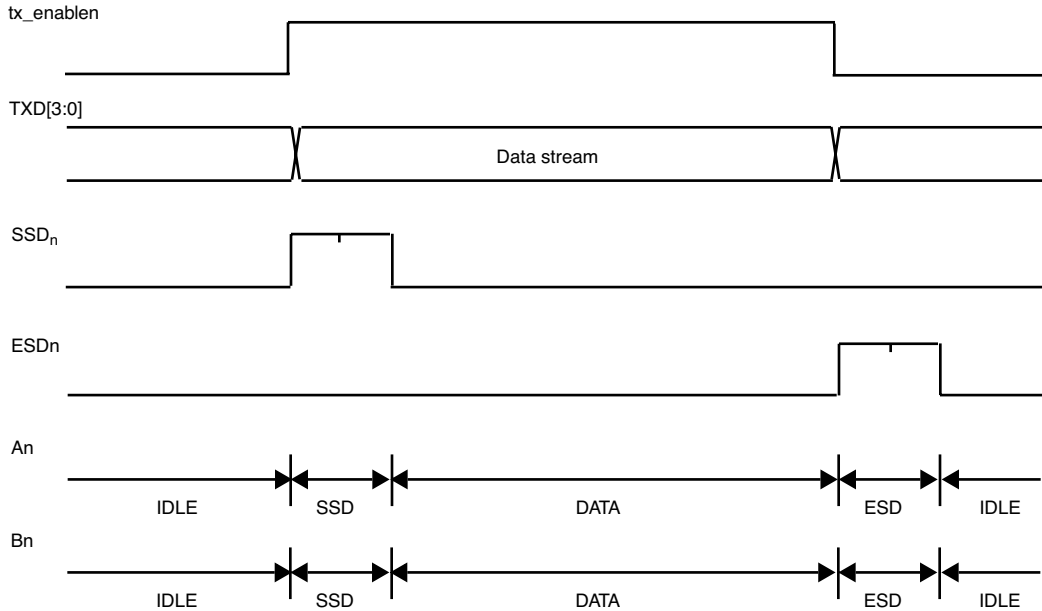 tx_enablen
TXD[3:0]
Data stream
SSDn
ESDn
An
IDLE SSD DATA ESD IDLE
Bn
IDLE SSD DATA ESD IDLE